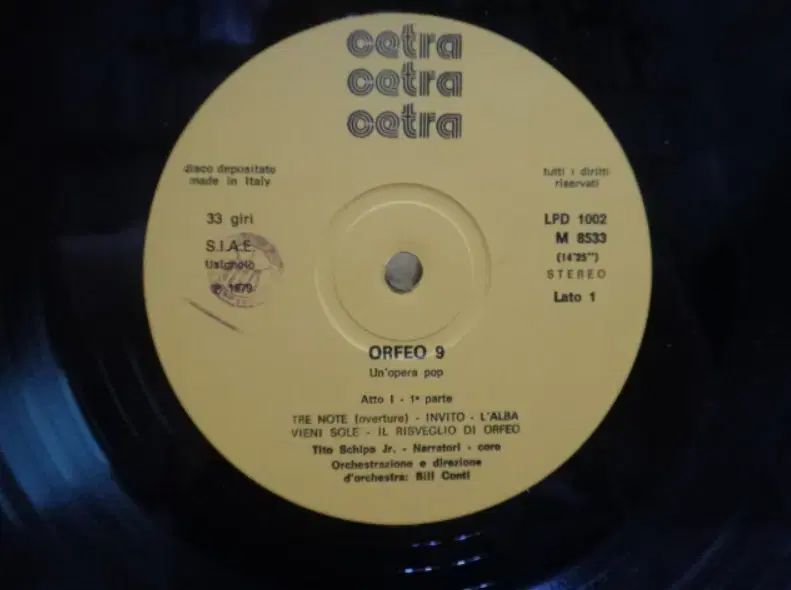 cetra
cetra
cetra
disco depositato
made in Italy
tutti i diritti
riservati
33 giri
S.I.A.E.
Usignolo
℗ 1979
LPD 1002
M 8533
(14'25'')
STEREO
Lato 1
ORFEO 9
Un'opera pop
Atto I - 1ª parte
TRE NOTE (overture) - INVITO - L'ALBA
VIENI SOLE - IL RISVEGLIO DI ORFEO
Tito Schipa Jr. - Narratori - coro
Orchestrazione e direzione
d'orchestra: Bill Conti